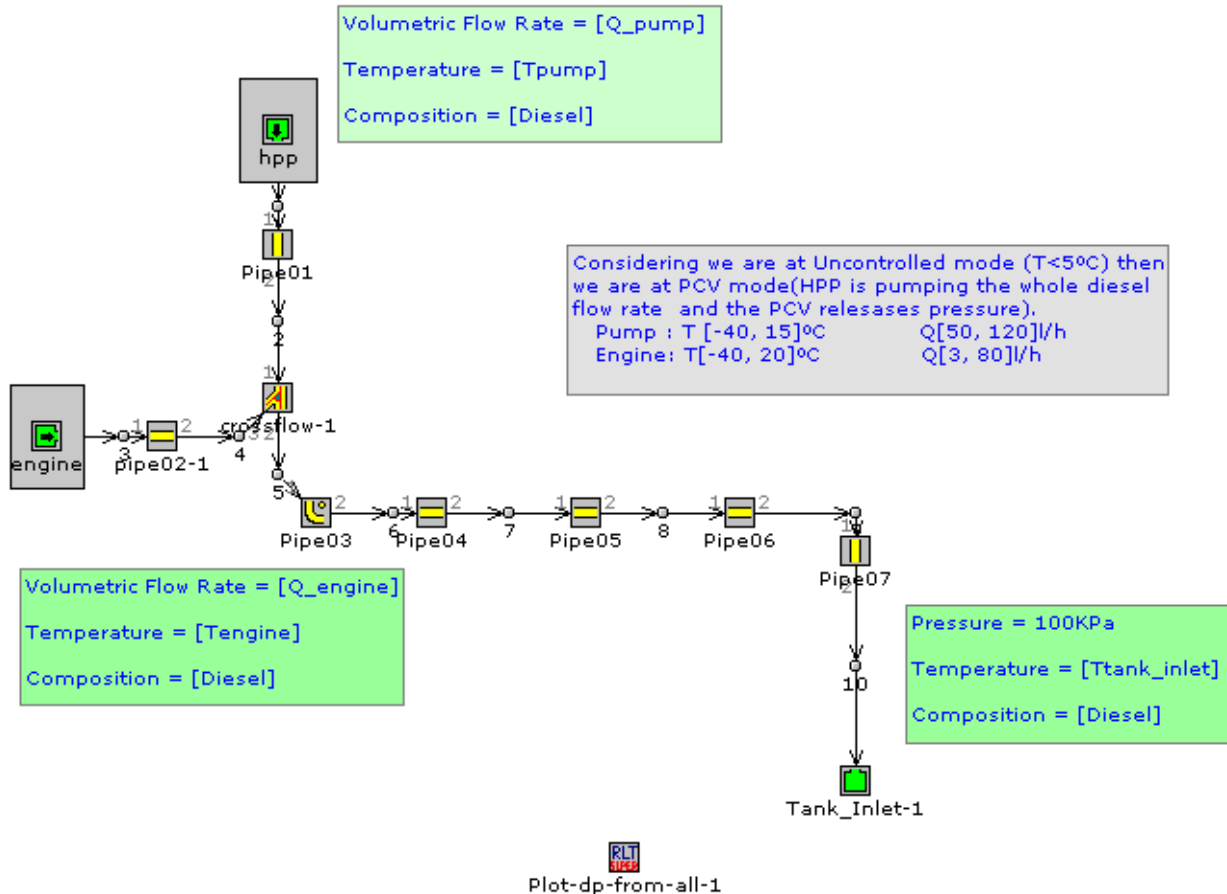 Volumetric Flow Rate = [Q_pump]
Temperature = [Tpump]
Composition = [Diesel]
hpp
1
Pipe01
2
2
Considering we are at Uncontrolled mode (T<5ºC) then
we are at PCV mode(HPP is pumping the whole diesel
flow rate  and the PCV relesases pressure).
Pump : T [-40, 15]ºC Q[50, 120]l/h
Engine: T[-40, 20]ºC Q[3, 80]l/h
1
crossflow-1
3 2
engine
3
1 2
pipe02-1
4
5
2
Pipe03
6
1 2
Pipe04
7
1 2
Pipe05
8
1 2
Pipe06
1
Pipe07
2
Volumetric Flow Rate = [Q_engine]
Temperature = [Tengine]
Composition = [Diesel]
Pressure = 100KPa
Temperature = [Ttank_inlet]
Composition = [Diesel]
10
Tank_Inlet-1
RLT
SUPER
Plot-dp-from-all-1